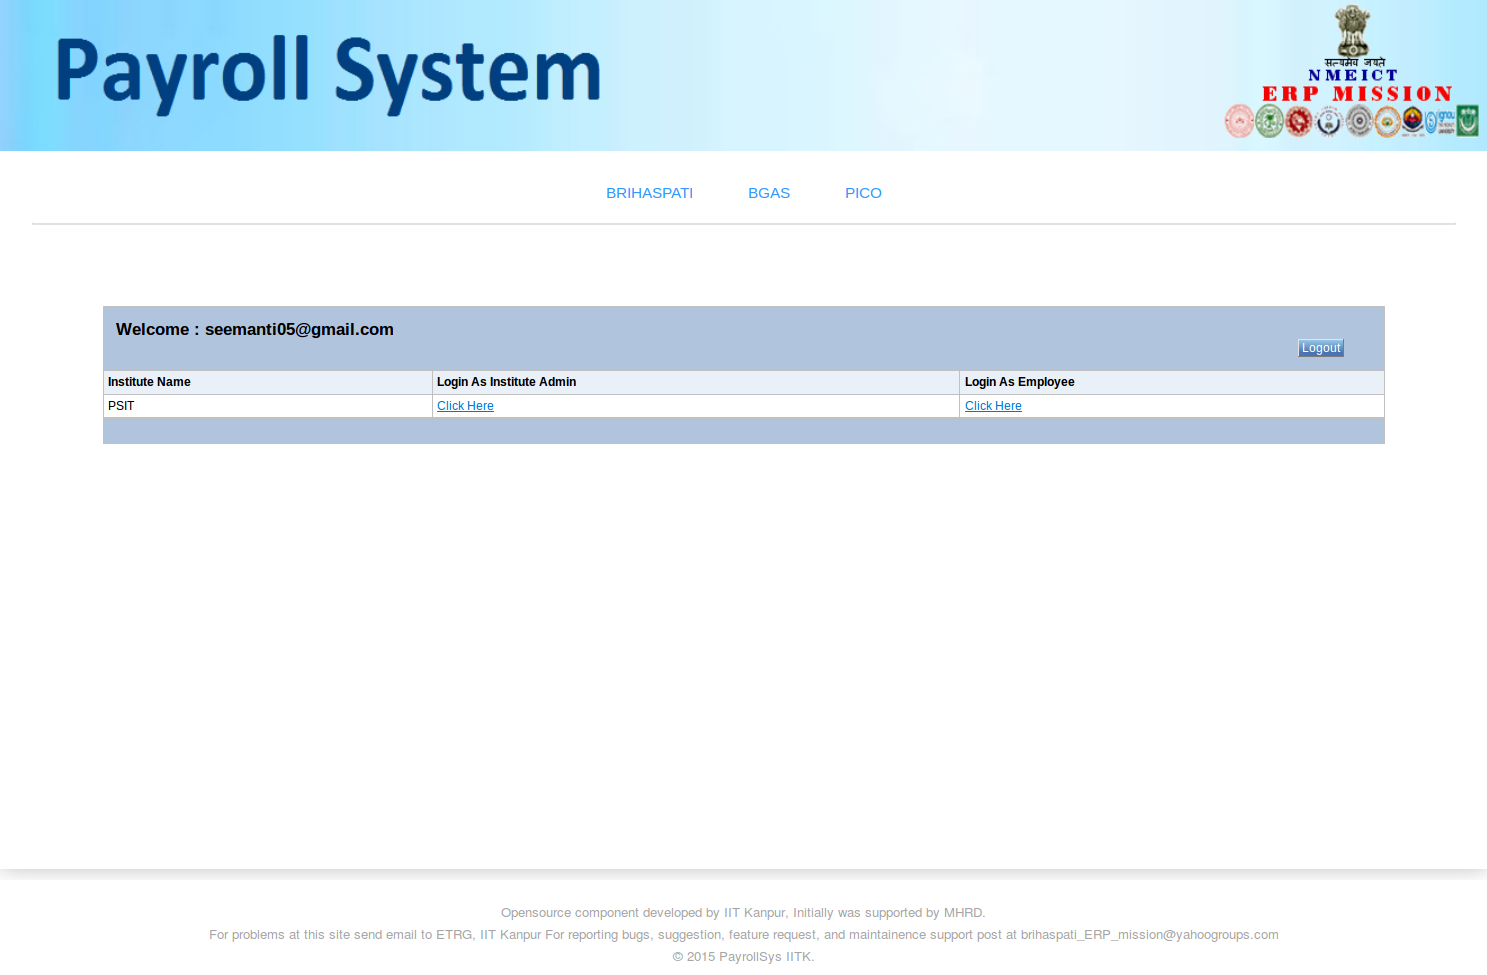 Payroll System
सत्यमेव जयते
NMEICT
ERP MISSION
BRIHASPATI BGAS PICO
Welcome : seemanti05@gmail.com
Logout
Institute Name Login As Institute Admin Login As Employee
PSIT Click Here Click Here
Opensource component developed by IIT Kanpur, Initially was supported by MHRD.
For problems at this site send email to ETRG, IIT Kanpur For reporting bugs, suggestion, feature request, and maintainence support post at brihaspati_ERP_mission@yahoogroups.com
© 2015 PayrollSys IITK.